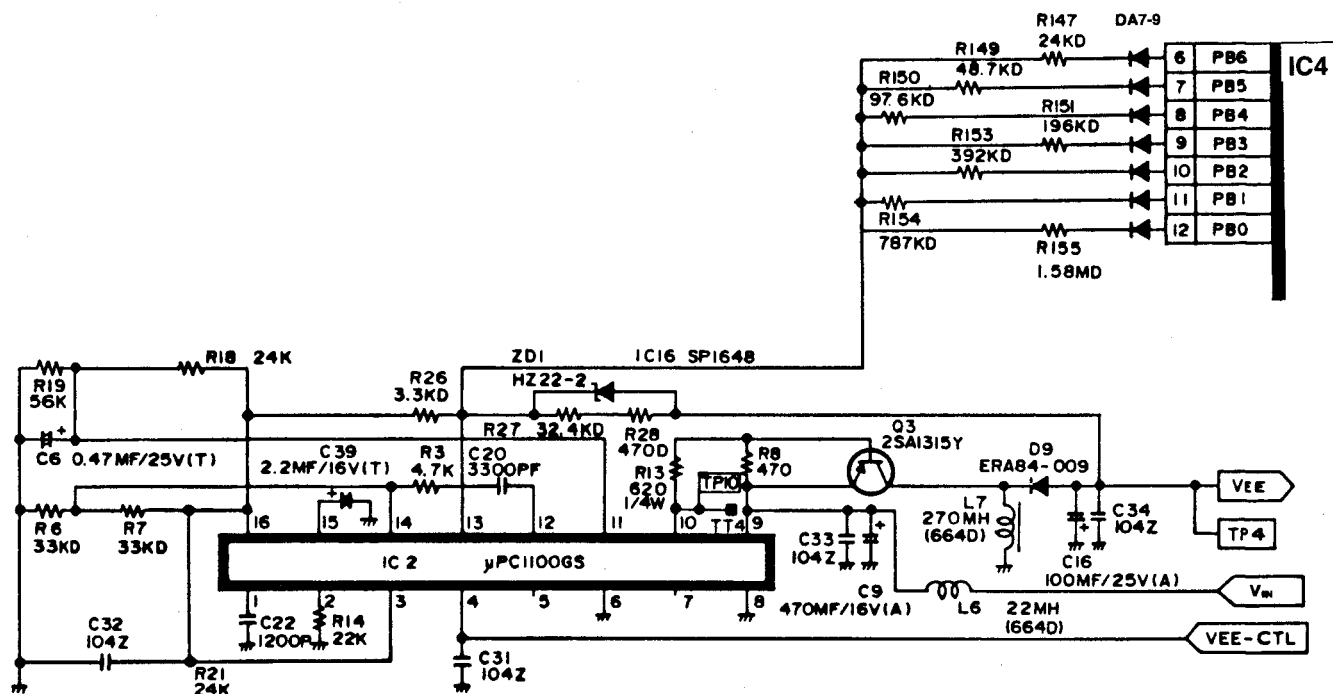 R147 DA7-9
24KD
R149
48.7KD
6 PB6 IC4
R150
97.6KD
7 PB5
R151
196KD
8 PB4
R153
392KD
9 PB3
10 PB2
11 PB1
R154
787KD
12 PB0
R155
1.58MD
R18 24K
ZD1 IC16 SP1648
HZ22-2
R19
56K
R26
3.3KD
R27 32.4KD
R28
470D
Q3
2SA1315Y
C6 0.47MF/25V(T)
C39
2.2MF/16V(T)
R3
4.7K
C20
3300PF
R13
620
1/4W
TP10
R8
470
D9
ERA84-009
VEE
R6
33KD
R7
33KD
TT4
L7
270MH
(664D)
C34
104Z
TP4
16 15 14 13 12 11 10 9
C33
104Z
C16
100MF/25V(A)
IC2 µPC1100GS
C9
470MF/16V(A)
L6
22MH
(664D)
VIN
1 2 3 4 5 6 7 8
C22
1200P
R14
22K
C32
104Z
C31
104Z
VEE-CTL
R21
24K